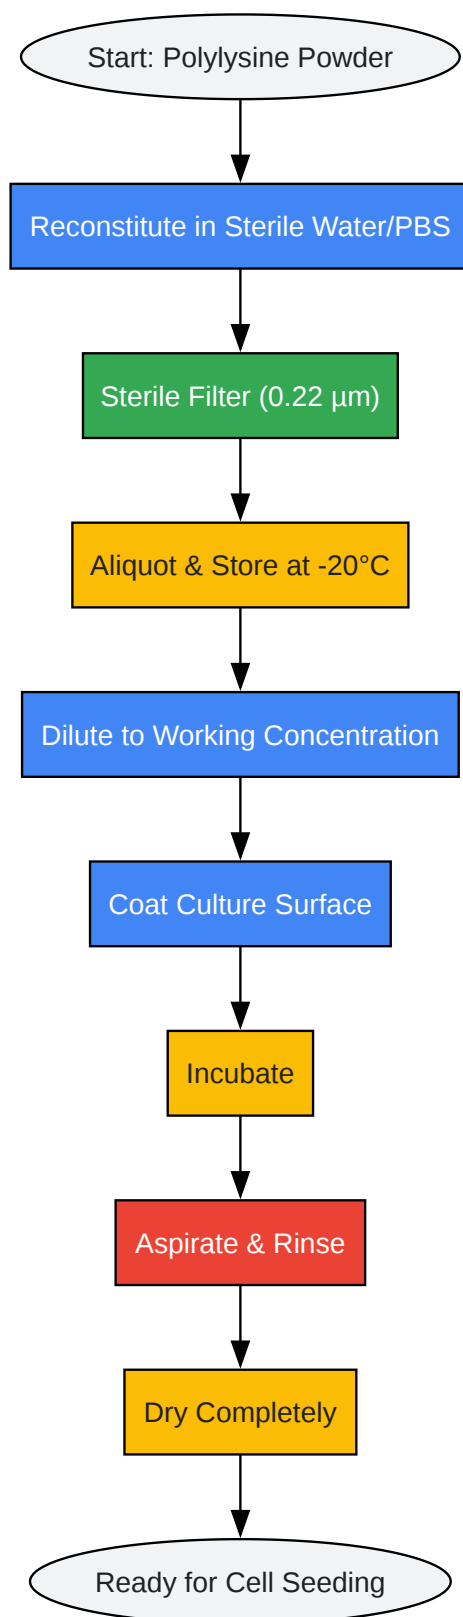 Start: Polylysine Powder
Reconstitute in Sterile Water/PBS
Sterile Filter (0.22 µm)
Aliquot & Store at -20°C
Dilute to Working Concentration
Coat Culture Surface
Incubate
Aspirate & Rinse
Dry Completely
Ready for Cell Seeding